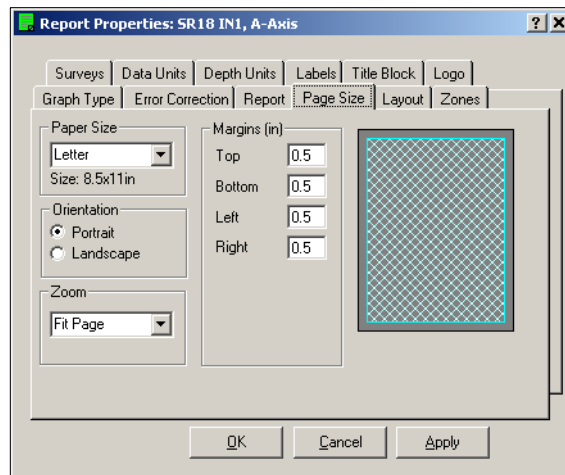 Report Properties: SR18 IN1, A-Axis
Surveys Data Units Depth Units Labels Title Block Logo
Graph Type Error Correction Report Page Size Layout Zones
Paper Size
Letter
Size: 8.5x11in
Orientation
Portrait
Landscape
Zoom
Fit Page
Margins (in)
Top 0.5
Bottom 0.5
Left 0.5
Right 0.5
OK Cancel Apply